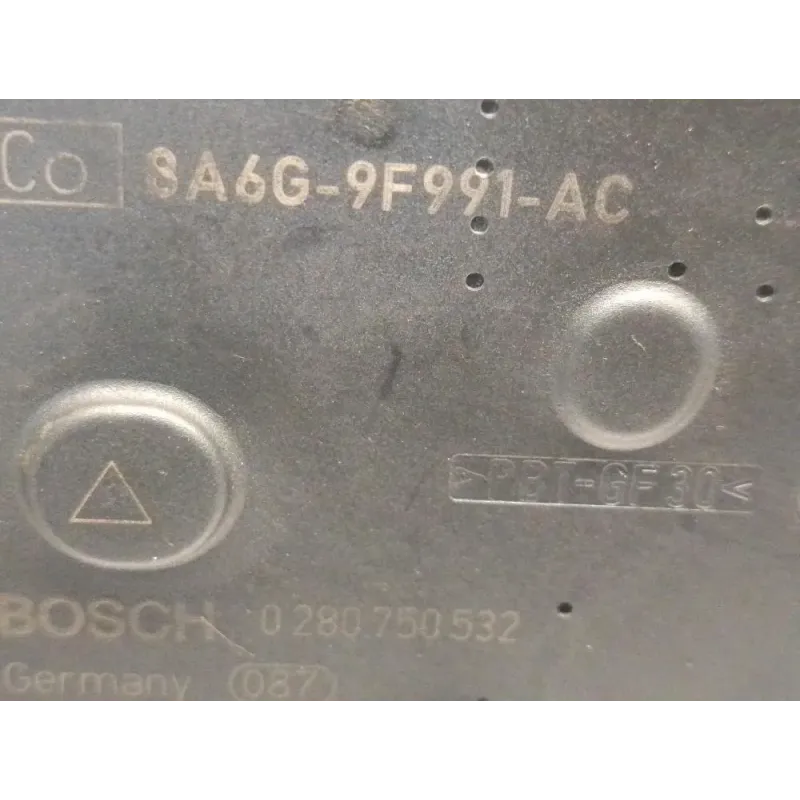 Co 8A6G-9F991-AC
>PBT-GF30<
BOSCH 0 280 750 532
Germany 087